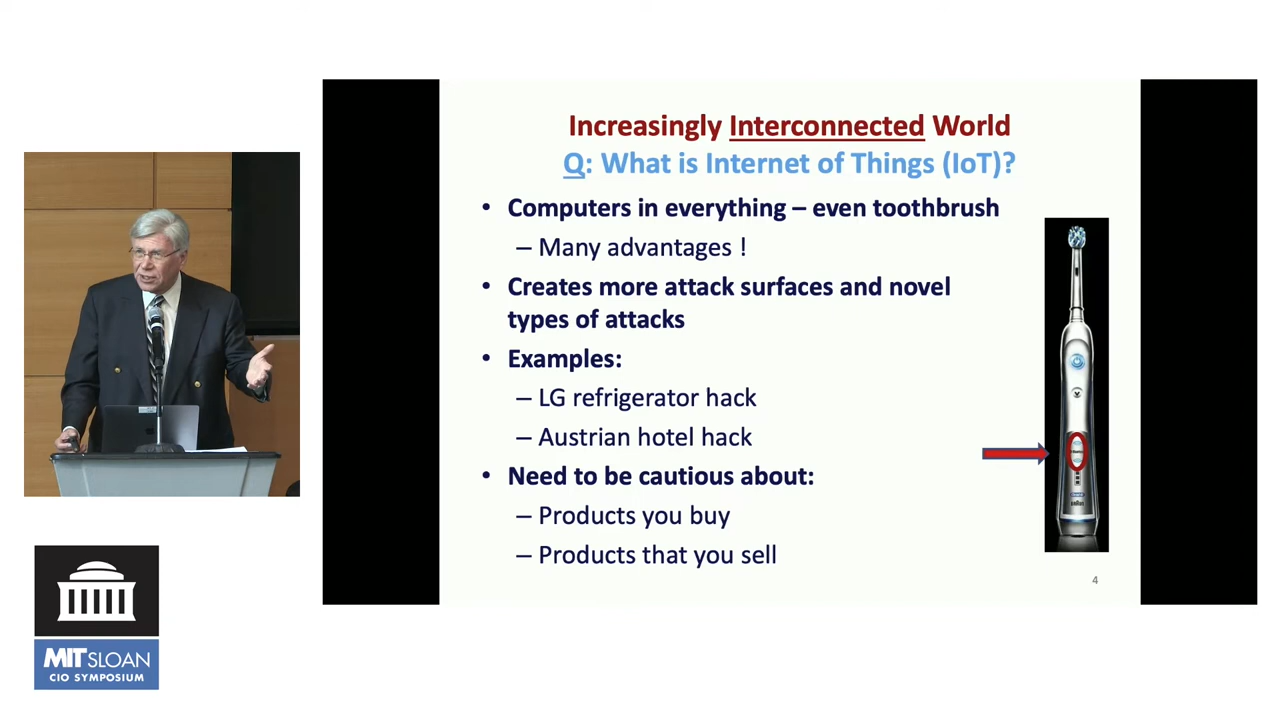 Increasingly Interconnected World
Q: What is Internet of Things (IoT)?
• Computers in everything – even toothbrush
– Many advantages !
• Creates more attack surfaces and novel
types of attacks
• Examples:
– LG refrigerator hack
– Austrian hotel hack
• Need to be cautious about:
– Products you buy
– Products that you sell
4
MIT SLOAN
CIO SYMPOSIUM